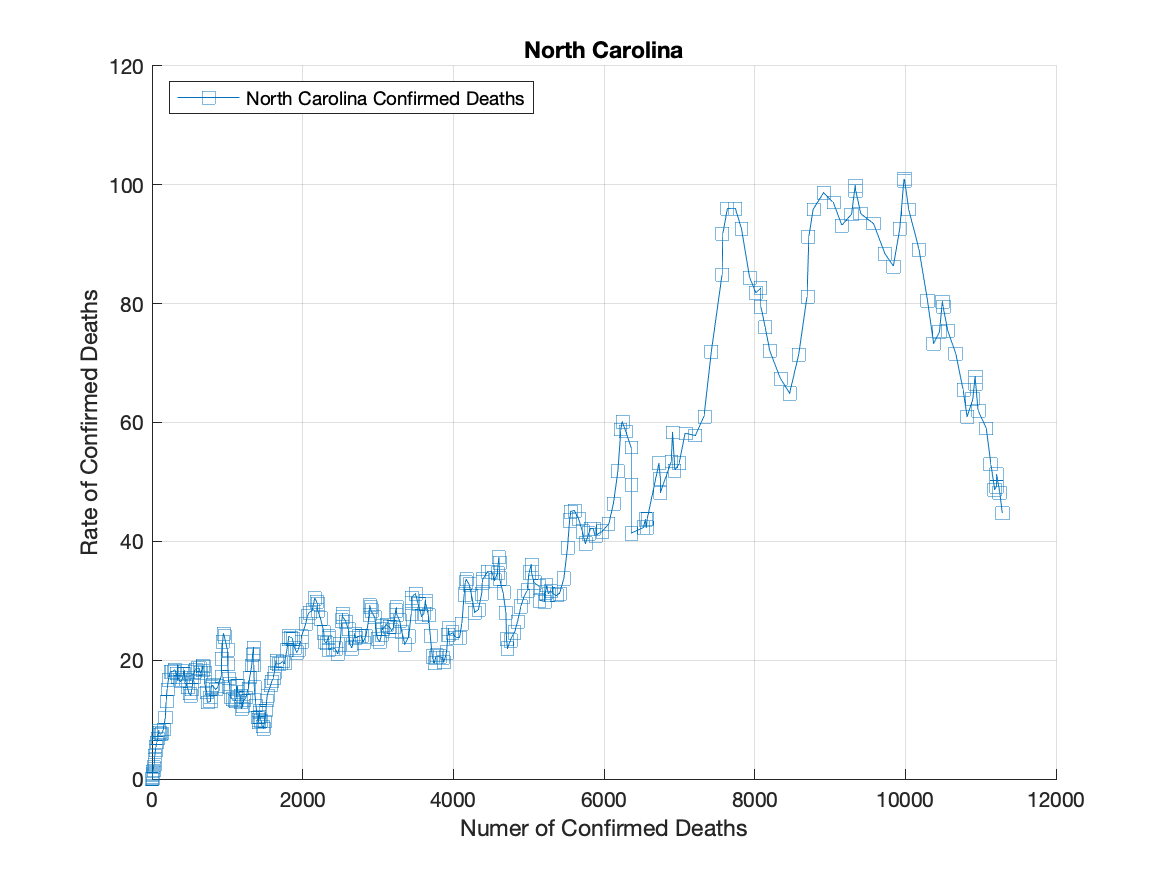 North Carolina
North Carolina Confirmed Deaths
Rate of Confirmed Deaths
120
100
80
60
40
20
0
0 2000 4000 6000 8000 10000 12000
Numer of Confirmed Deaths